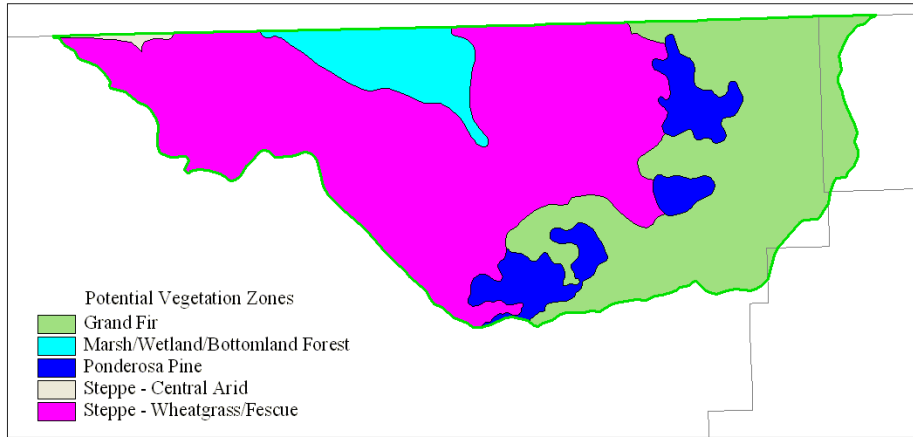 Potential Vegetation Zones
Grand Fir
Marsh/Wetland/Bottomland Forest
Ponderosa Pine
Steppe - Central Arid
Steppe - Wheatgrass/Fescue